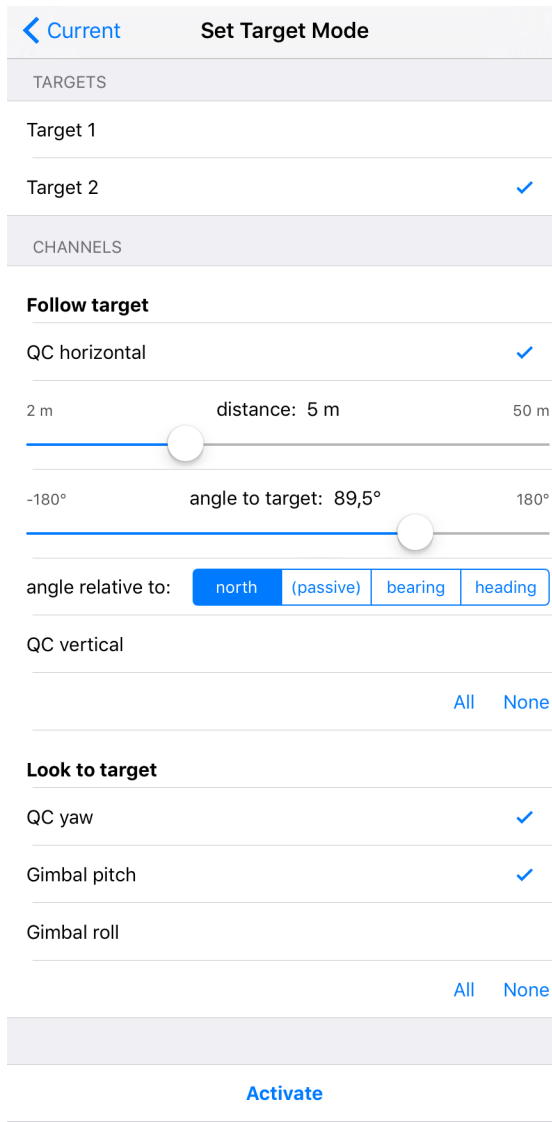 Current Set Target Mode
TARGETS
Target 1
Target 2
CHANNELS
Follow target
QC horizontal
2 m distance: 5 m 50 m
-180° angle to target: 89,5° 180°
angle relative to: north (passive) bearing heading
QC vertical
All None
Look to target
QC yaw
Gimbal pitch
Gimbal roll
All None
Activate